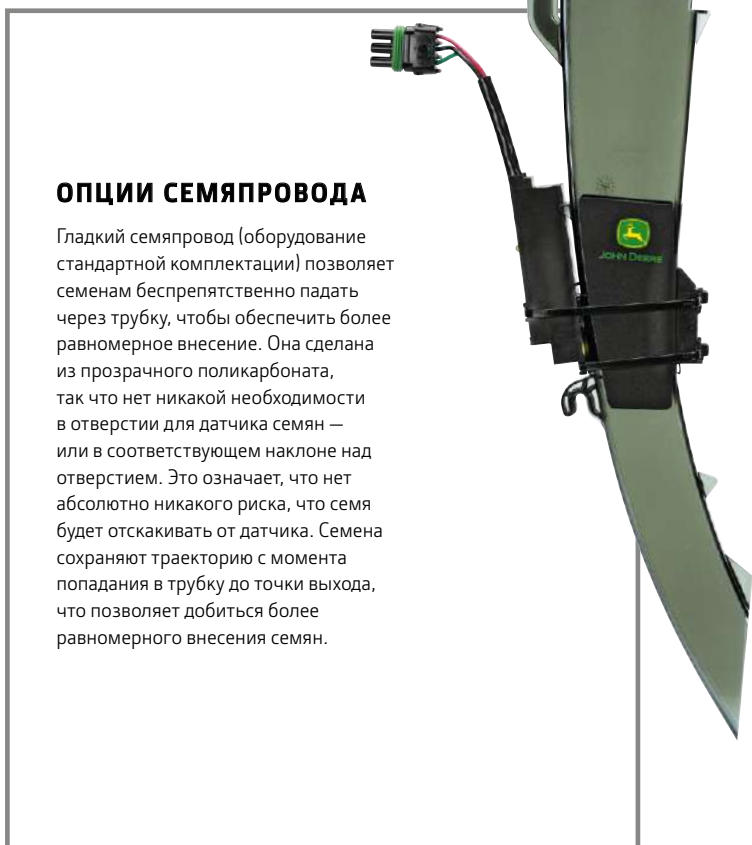 ОПЦИИ СЕМЯПРОВОДА
Гладкий семяпровод (оборудование
стандартной комплектации) позволяет
семенам беспрепятственно падать
через трубку, чтобы обеспечить более
равномерное внесение. Она сделана
из прозрачного поликарбоната,
так что нет никакой необходимости
в отверстии для датчика семян —
или в соответствующем наклоне над
отверстием. Это означает, что нет
абсолютно никакого риска, что семя
будет отскакивать от датчика. Семена
сохраняют траекторию с момента
попадания в трубку до точки выхода,
что позволяет добиться более
равномерного внесения семян.
JOHN DEERE